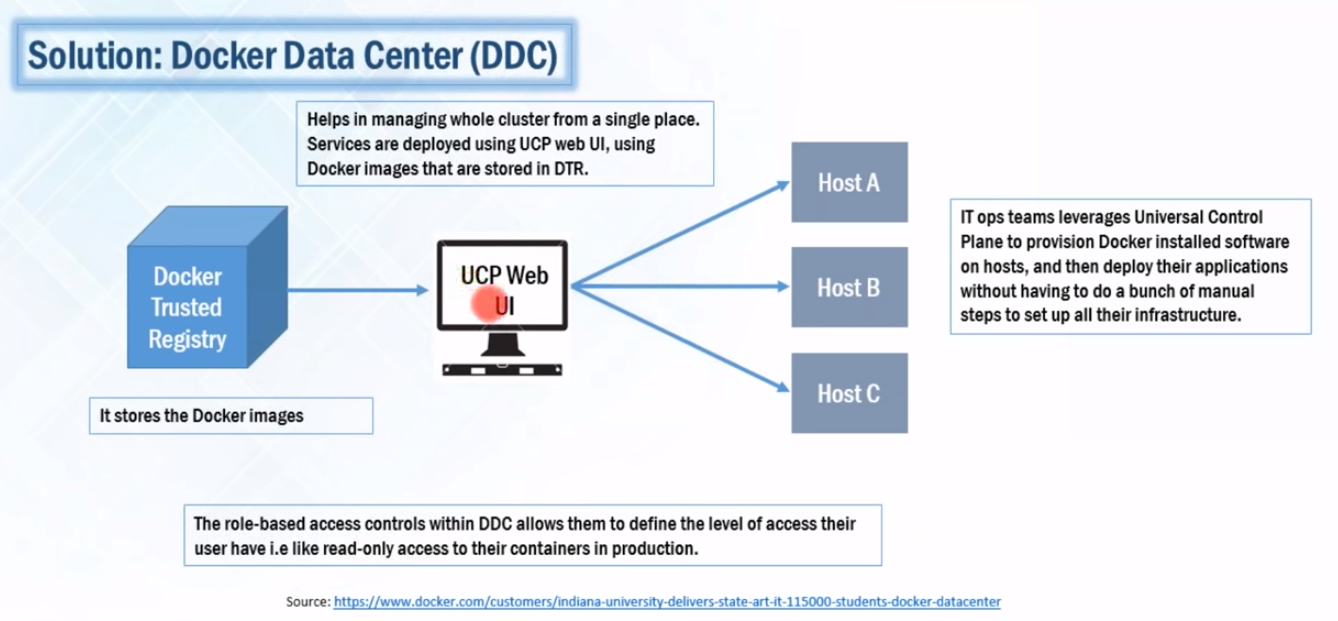 Solution: Docker Data Center (DDC)
Helps in managing whole cluster from a single place.
Services are deployed using UCP web UI, using
Docker images that are stored in DTR.
Docker
Trusted
Registry
It stores the Docker images
UCP Web
UI
Host A
Host B
Host C
IT ops teams leverages Universal Control
Plane to provision Docker installed software
on hosts, and then deploy their applications
without having to do a bunch of manual
steps to set up all their infrastructure.
The role-based access controls within DDC allows them to define the level of access their
user have i.e like read-only access to their containers in production.
Source: https://www.docker.com/customers/indiana-university-delivers-state-art-it-115000-students-docker-datacenter